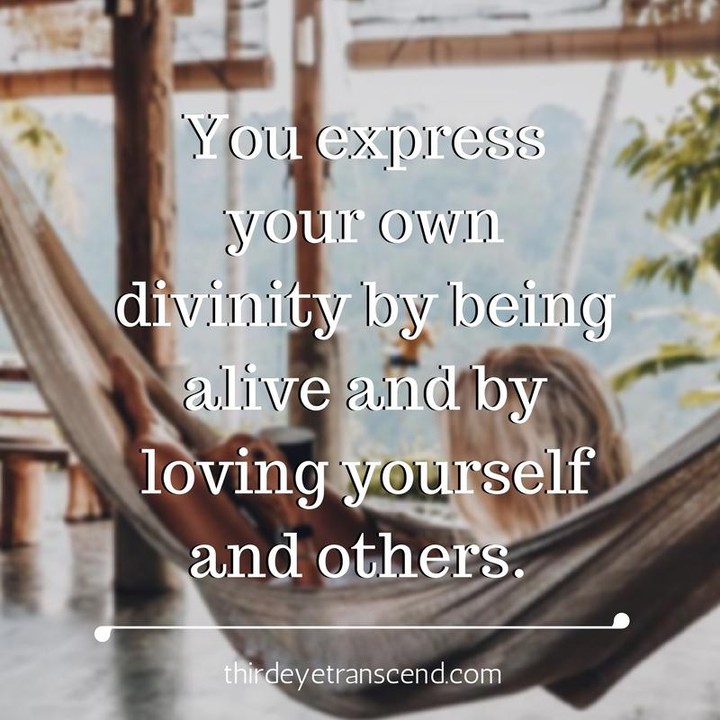 You express
your own
divinity by being
alive and by
loving yourself
and others.
thirdeyetranscend.com